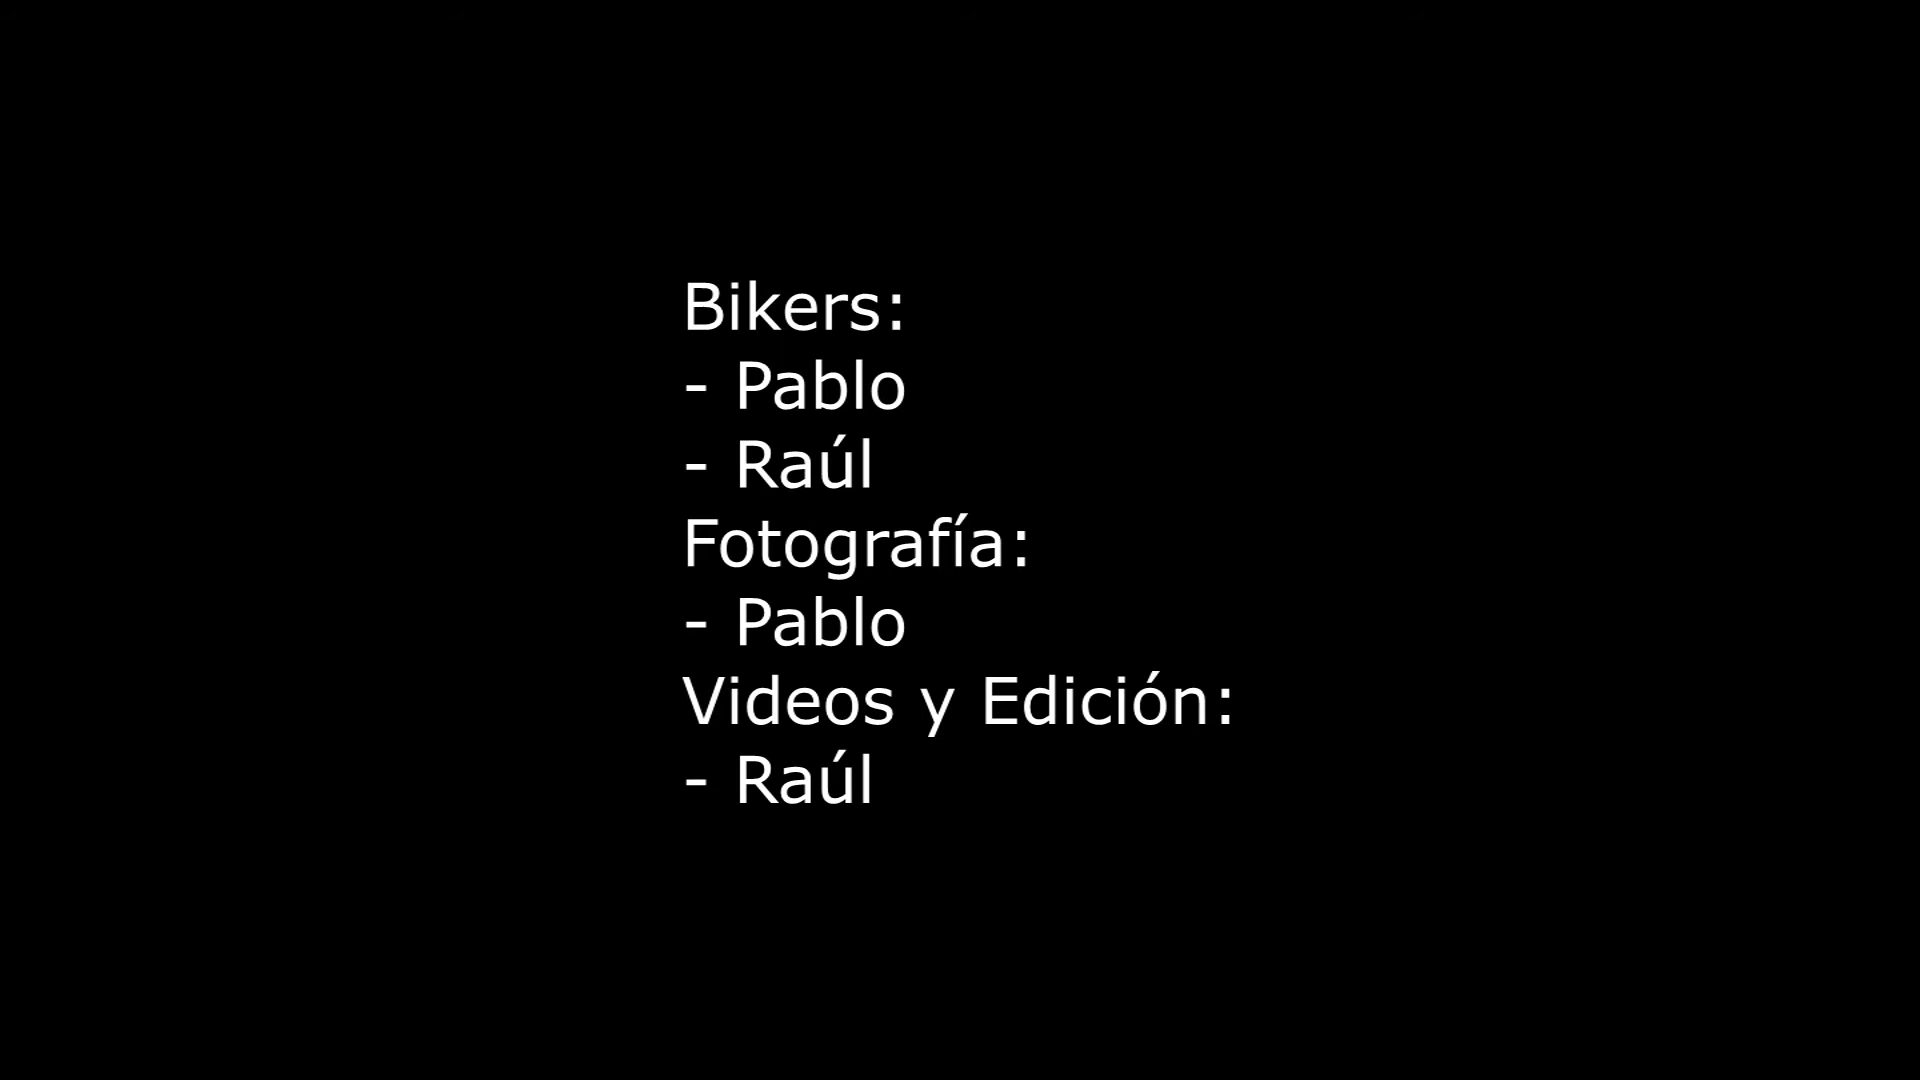 Bikers:
- Pablo
- Raúl
Fotografía:
- Pablo
Videos y Edición:
- Raúl